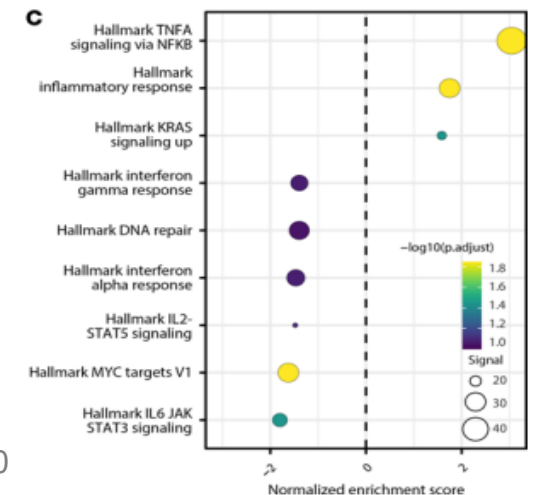 c
Hallmark TNFA
signaling via NFKB
Hallmark
inflammatory response
Hallmark KRAS
signaling up
Hallmark interferon
gamma response
Hallmark DNA repair
Hallmark interferon
alpha response
Hallmark IL2-
STAT5 signaling
Hallmark MYC targets V1
Hallmark IL6 JAK
STAT3 signaling
−log10(p.adjust)
1.8
1.6
1.4
1.2
1.0
Signal
20
30
40
0
−2
0
2
Normalized enrichment score